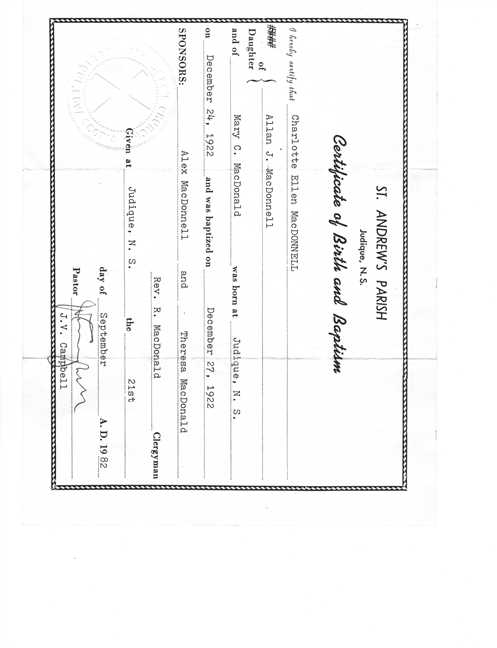 ST. ANDREW'S PARISH
Judique, N. S.
Certificate of Birth and Baptism
I hereby certify that Charlotte Ellen MacDONNELL
Daughter of Allan J. MacDonnell
and of Mary C. MacDonald was born at Judique, N. S.
on December 24, 1922 and was baptized on December 27, 1922
SPONSORS: Alex MacDonnell and Theresa MacDonald
Rev. R. MacDonald Clergyman
Given at Judique, N. S. the 21st
day of September A. D. 1982
Pastor J.V. Campbell